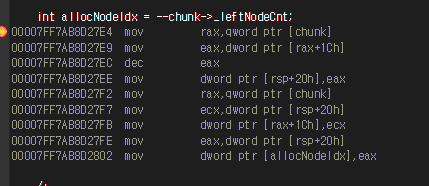 int allocNodeIdx = --chunk->_leftNodeCnt;
00007FF7AB8D27E4 mov rax,qword ptr [chunk]
00007FF7AB8D27E9 mov eax,dword ptr [rax+1Ch]
00007FF7AB8D27EC dec eax
00007FF7AB8D27EE mov dword ptr [rsp+20h],eax
00007FF7AB8D27F2 mov rax,qword ptr [chunk]
00007FF7AB8D27F7 mov ecx,dword ptr [rsp+20h]
00007FF7AB8D27FB mov dword ptr [rax+1Ch],ecx
00007FF7AB8D27FE mov eax,dword ptr [rsp+20h]
00007FF7AB8D2802 mov dword ptr [allocNodeIdx],eax